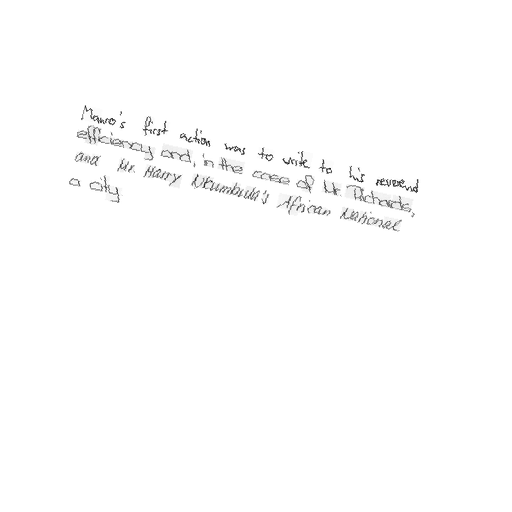 Mauro's first action was to write to his reverend
efficiency and, in the case of Mr. Richards,
and Mr. Harry Nkumbula's African National
a city